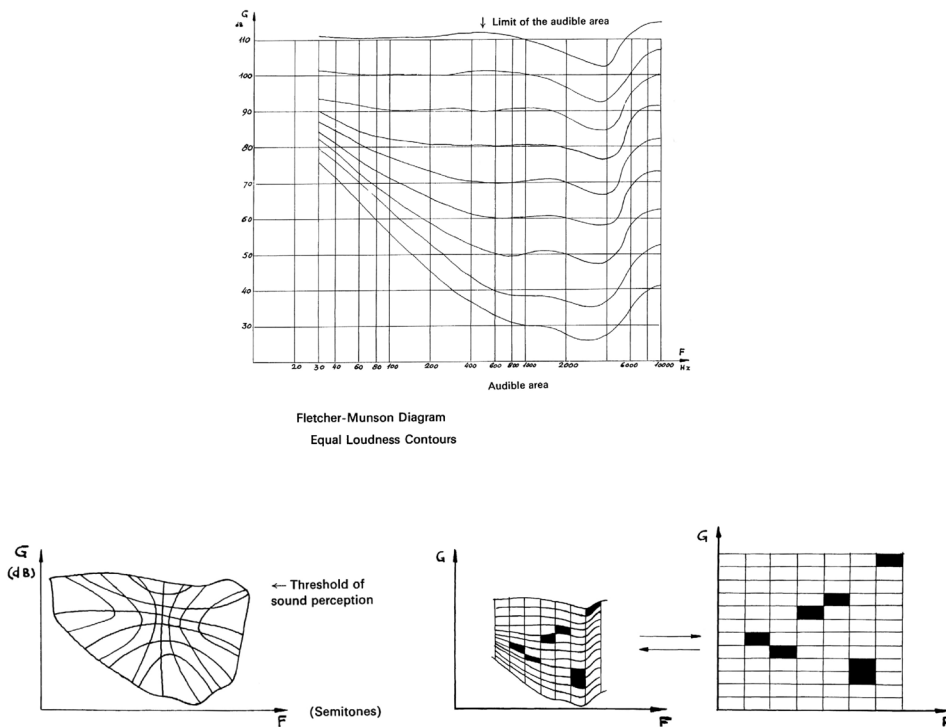 G
dB
↓ Limit of the audible area
110
100
90
80
70
60
50
40
30
F
Hz
20 30 40 60 80 100 200 400 600 800 1000 2000 6000 10000
Audible area
Fletcher-Munson Diagram
Equal Loudness Contours
G
(dB)
← Threshold of
sound perception
F
(Semitones)
G
F
G